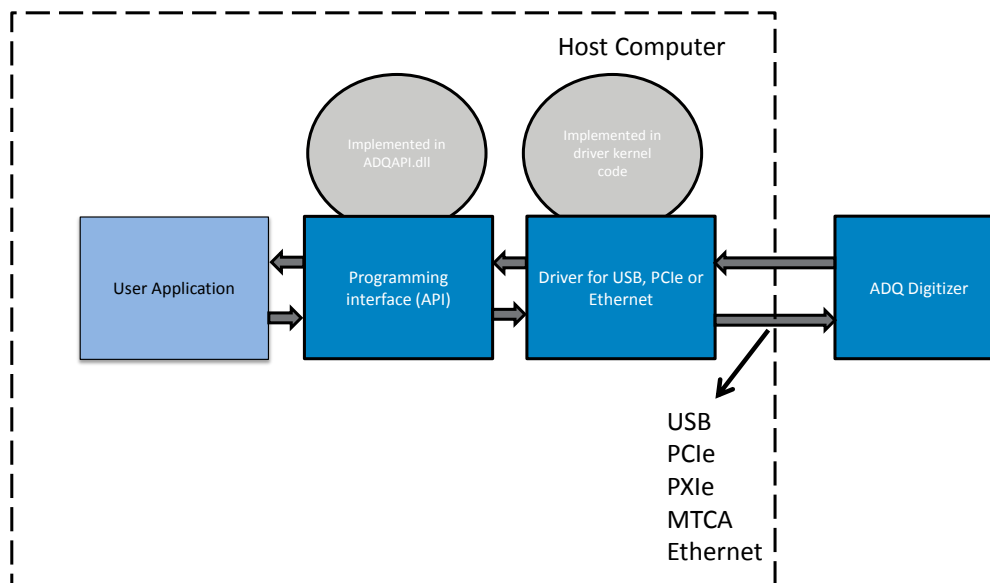 Host Computer
Implemented in
ADQAPI.dll
Implemented in
driver kernel
code
User Application
Programming
interface (API)
Driver for USB, PCIe or
Ethernet
ADQ Digitizer
USB
PCIe
PXIe
MTCA
Ethernet